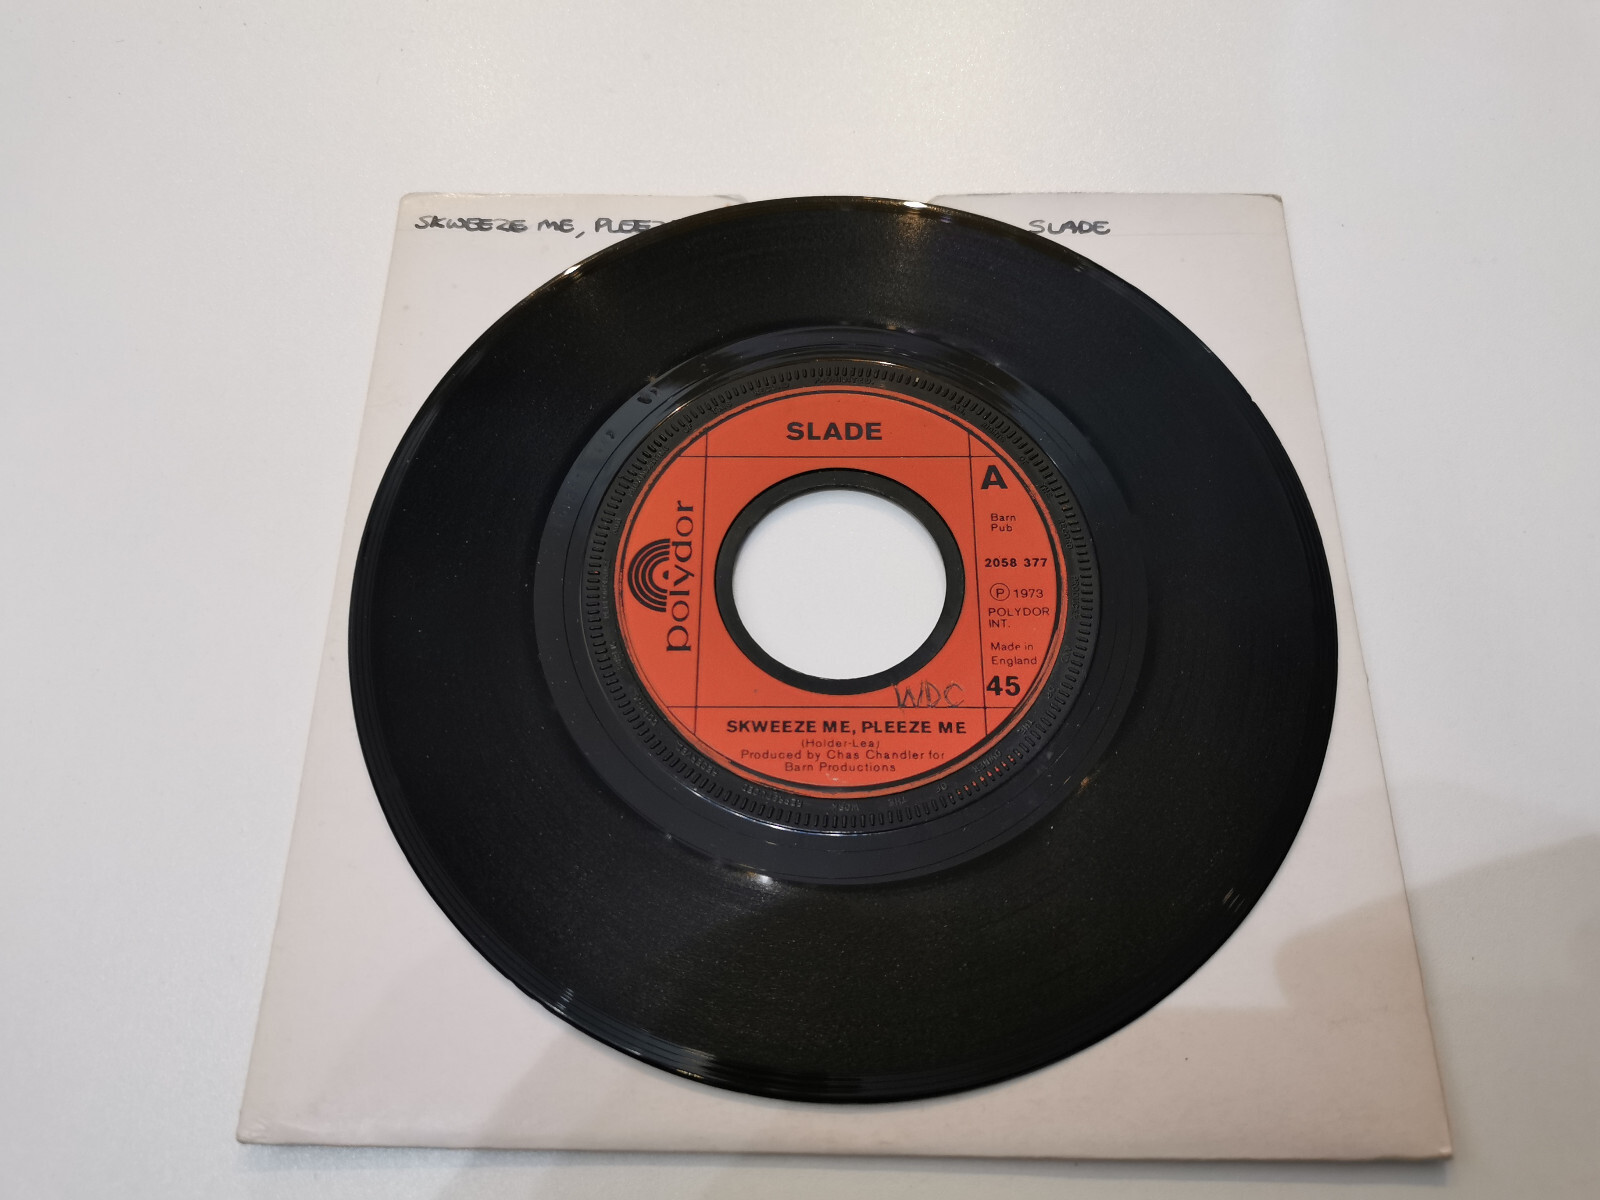 SKWEEZE ME, PLEEZE
SLADE
SLADE
A
polydor
Barn
Pub
2058 377
Ⓟ 1973
POLYDOR
INT.
Made in
England
45
WDC
SKWEEZE ME, PLEEZE ME
(Holder-Lea)
Produced by Chas Chandler for
Barn Productions